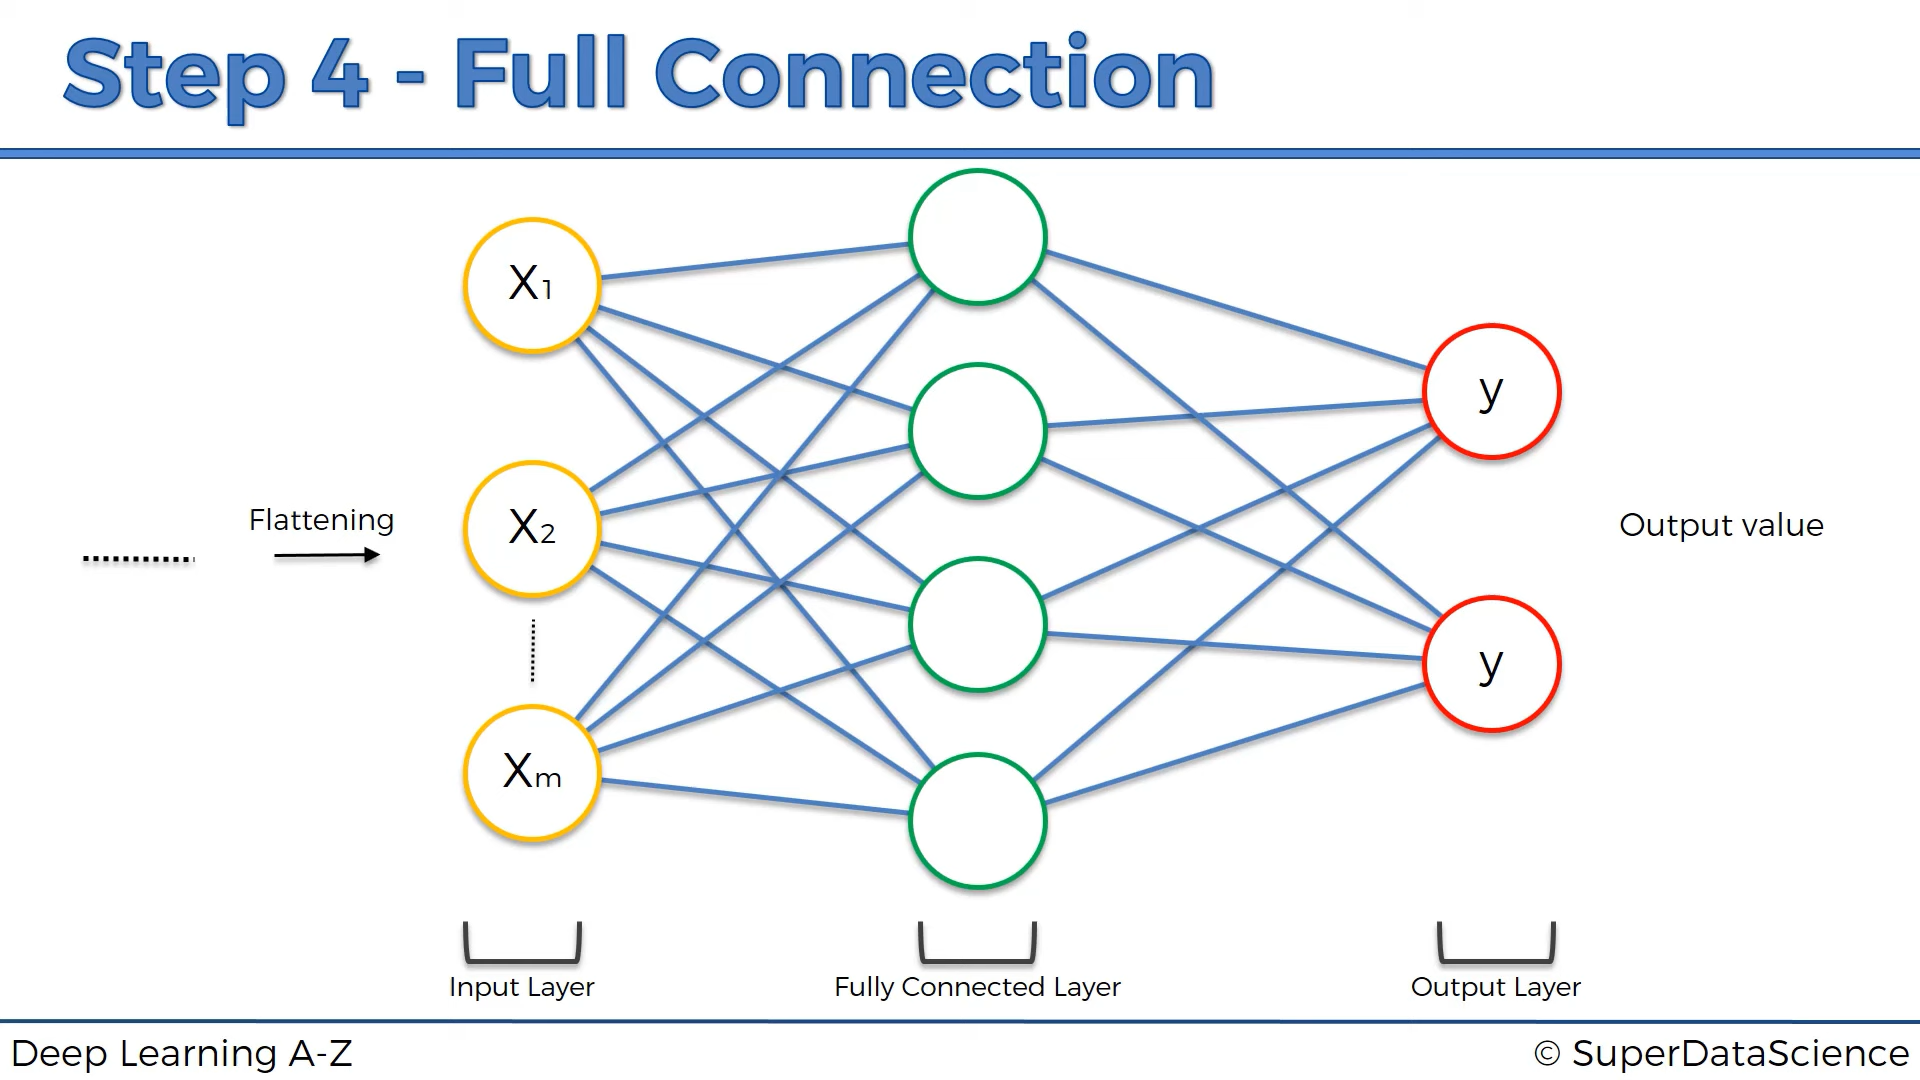 Step 4 - Full Connection
X1
X2
Xm
Flattening
y
y
Output value
Input Layer
Fully Connected Layer
Output Layer
Deep Learning A-Z
© SuperDataScience